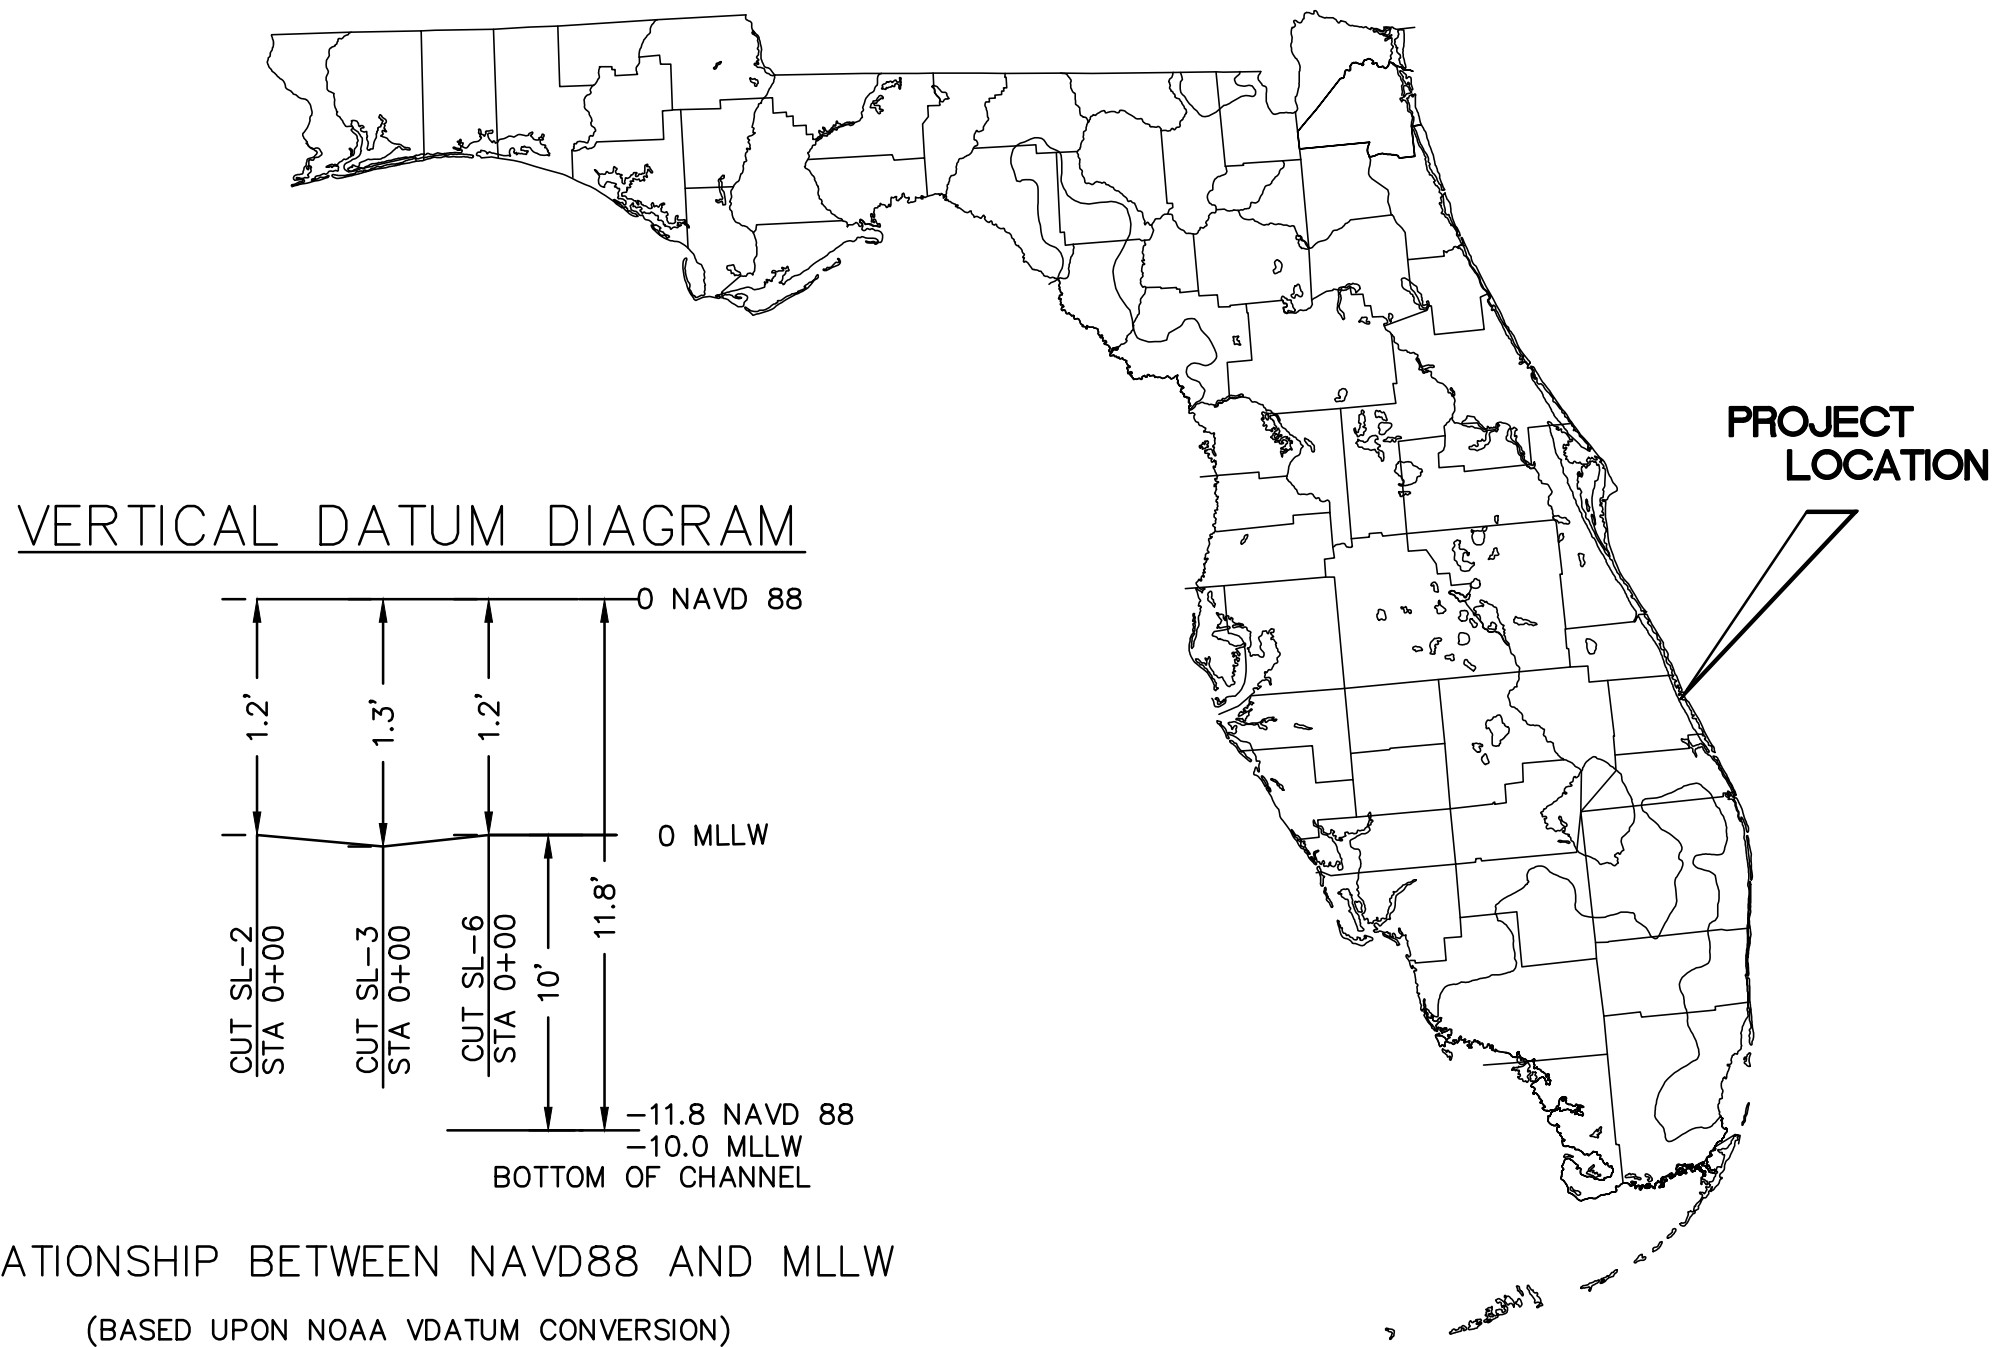 PROJECT
LOCATION
VERTICAL DATUM DIAGRAM
0 NAVD 88
1.2'
1.3'
1.2'
0 MLLW
11.8'
10'
CUT SL-2
STA 0+00
CUT SL-3
STA 0+00
CUT SL-6
STA 0+00
-11.8 NAVD 88
-10.0 MLLW
BOTTOM OF CHANNEL
ATIONSHIP BETWEEN NAVD88 AND MLLW
(BASED UPON NOAA VDATUM CONVERSION)